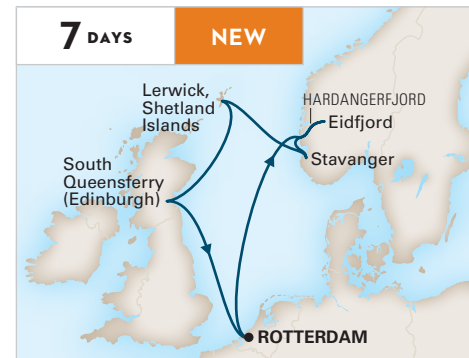 7 DAYS
NEW
Lerwick,
Shetland
Islands
HARDANGERFJORD
Eidfjord
Stavanger
South
Queensferry
(Edinburgh)
ROTTERDAM